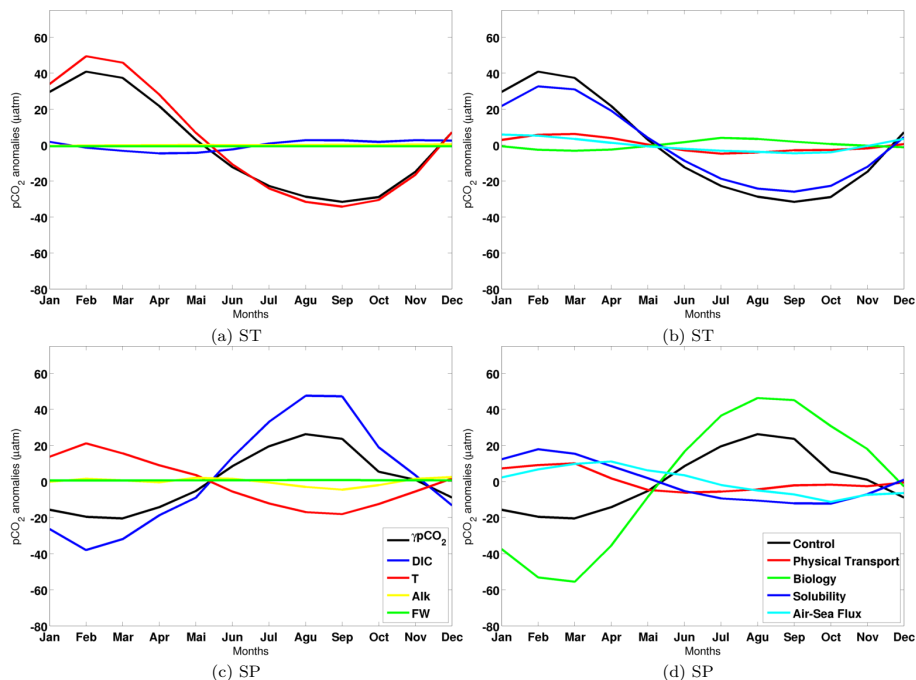 pCO2 anomalies (µatm)
60
40
20
0
-20
-40
-60
-80
Jan Feb Mar Apr Mai Jun Jul Agu Sep Oct Nov Dec
Months
(a) ST
pCO2 anomalies (µatm)
60
40
20
0
-20
-40
-60
-80
Jan Feb Mar Apr Mai Jun Jul Agu Sep Oct Nov Dec
Months
(b) ST
pCO2 anomalies (µatm)
60
40
20
0
-20
-40
-60
-80
Jan Feb Mar Apr Mai Jun Jul Agu Sep Oct Nov Dec
Months
γpCO2
DIC
T
Alk
FW
(c) SP
pCO2 anomalies (µatm)
60
40
20
0
-20
-40
-60
-80
Jan Feb Mar Apr Mai Jun Jul Agu Sep Oct Nov Dec
Months
Control
Physical Transport
Biology
Solubility
Air-Sea Flux
(d) SP